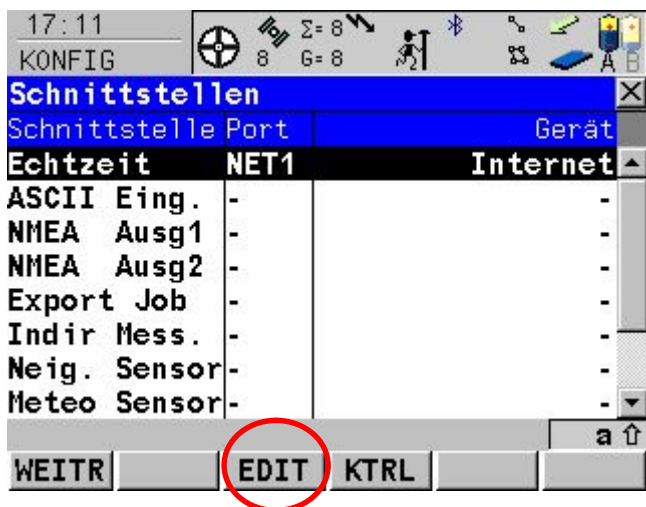 17:11
KONFIG
8
Σ= 8
G= 8
2
A
B
Schnittstellen
Schnittstelle Port Gerät
Echtzeit NET1 Internet
ASCII Eing. - -
NMEA Ausg1 - -
NMEA Ausg2 - -
Export Job - -
Indir Mess. - -
Neig. Sensor - -
Meteo Sensor - -
a
WEITR EDIT KTRL